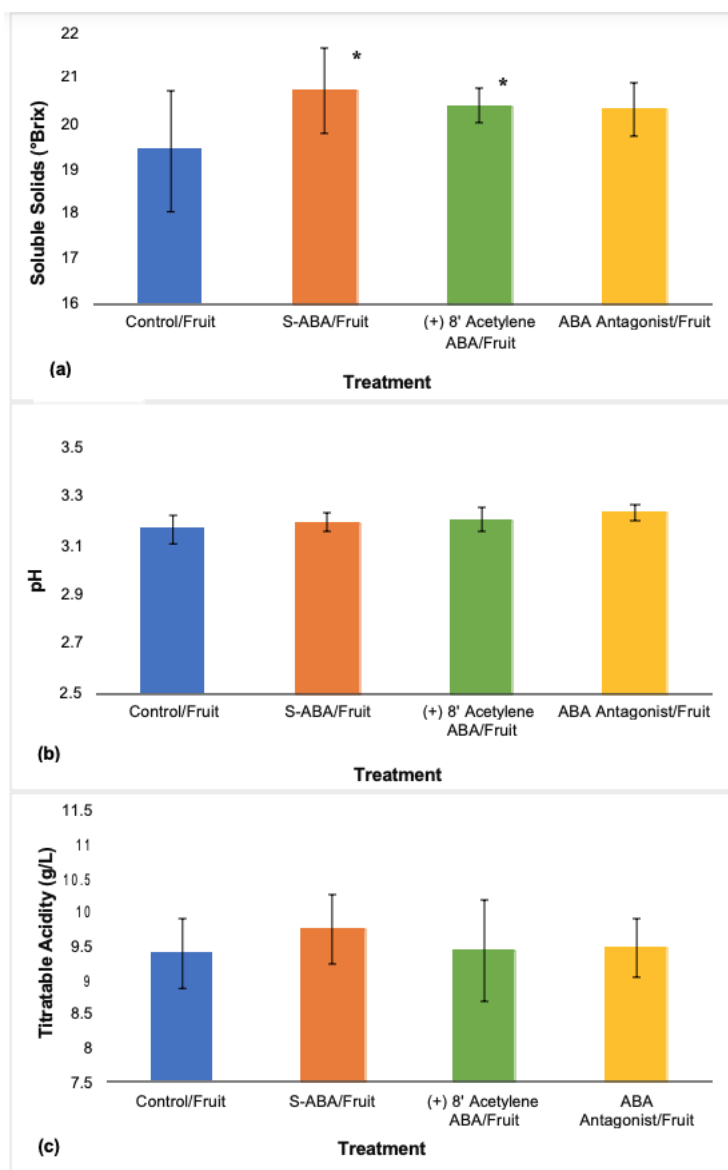 22
21
20
19
18
17
16
Soluble Solids (°Brix)
*
*
Control/Fruit
S-ABA/Fruit
(+) 8' Acetylene
ABA/Fruit
ABA Antagonist/Fruit
(a)
Treatment
3.5
3.3
3.1
2.9
2.7
2.5
pH
Control/Fruit
S-ABA/Fruit
(+) 8' Acetylene
ABA/Fruit
ABA Antagonist/Fruit
(b)
Treatment
11.5
11
10.5
10
9.5
9
8.5
8
7.5
Titratable Acidity (g/L)
Control/Fruit
S-ABA/Fruit
(+) 8' Acetylene
ABA/Fruit
ABA
Antagonist/Fruit
(c)
Treatment